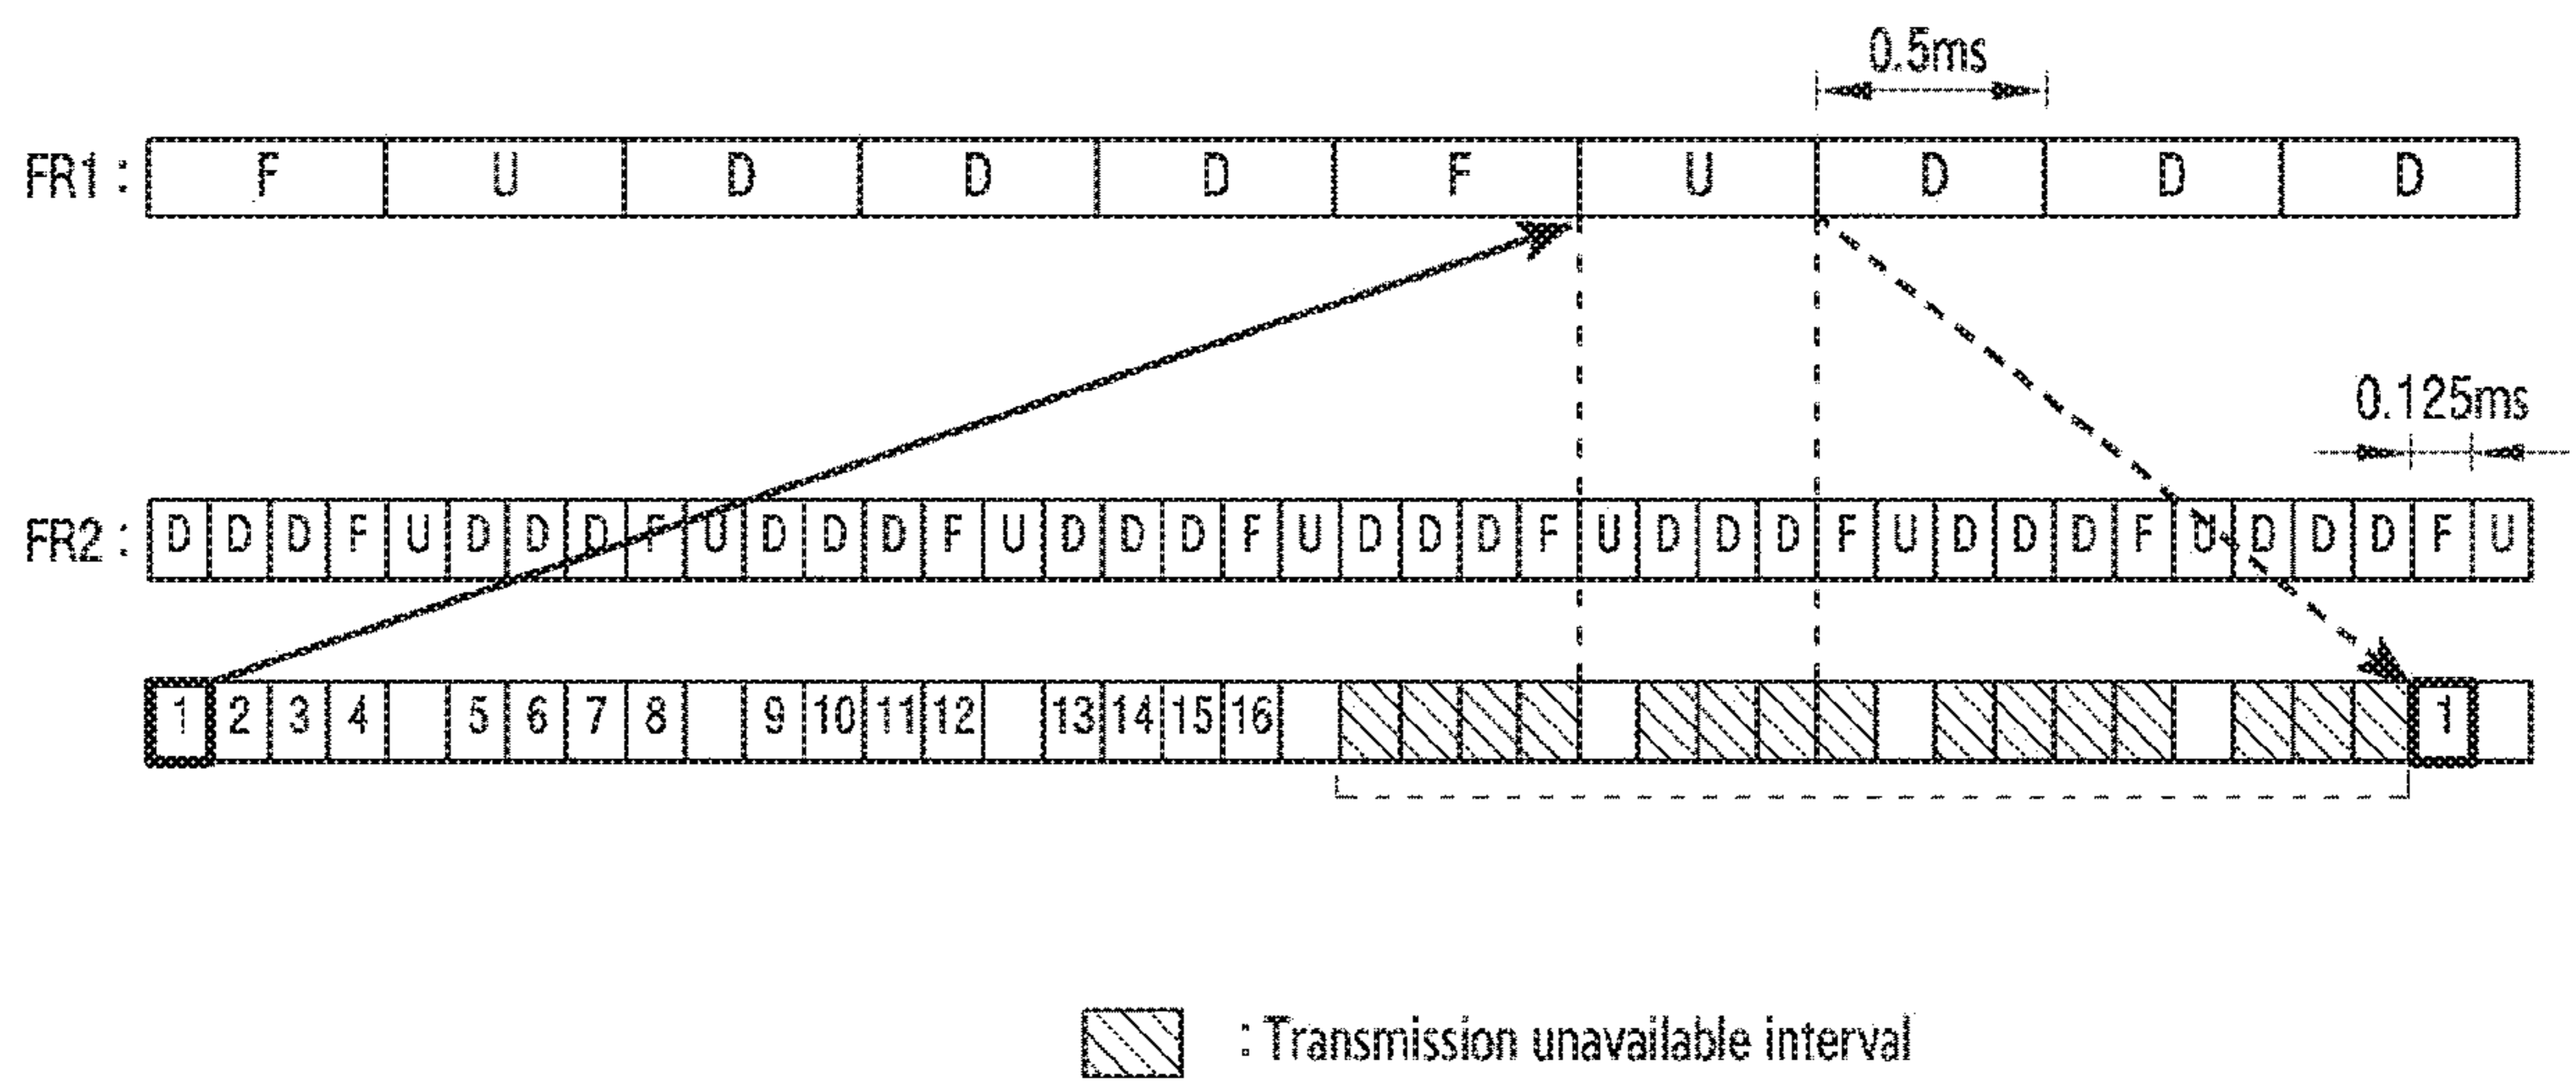 0.5ms
FR1 : F U D D D F U D D D
0.125ms
FR2 : D D D F U D D D F U D D D F U D D D F U D D D F U D D D F U D D D F U D D D F U
1 2 3 4 5 6 7 8 9 10 11 12 13 14 15 16 1
: Transmission unavailable interval